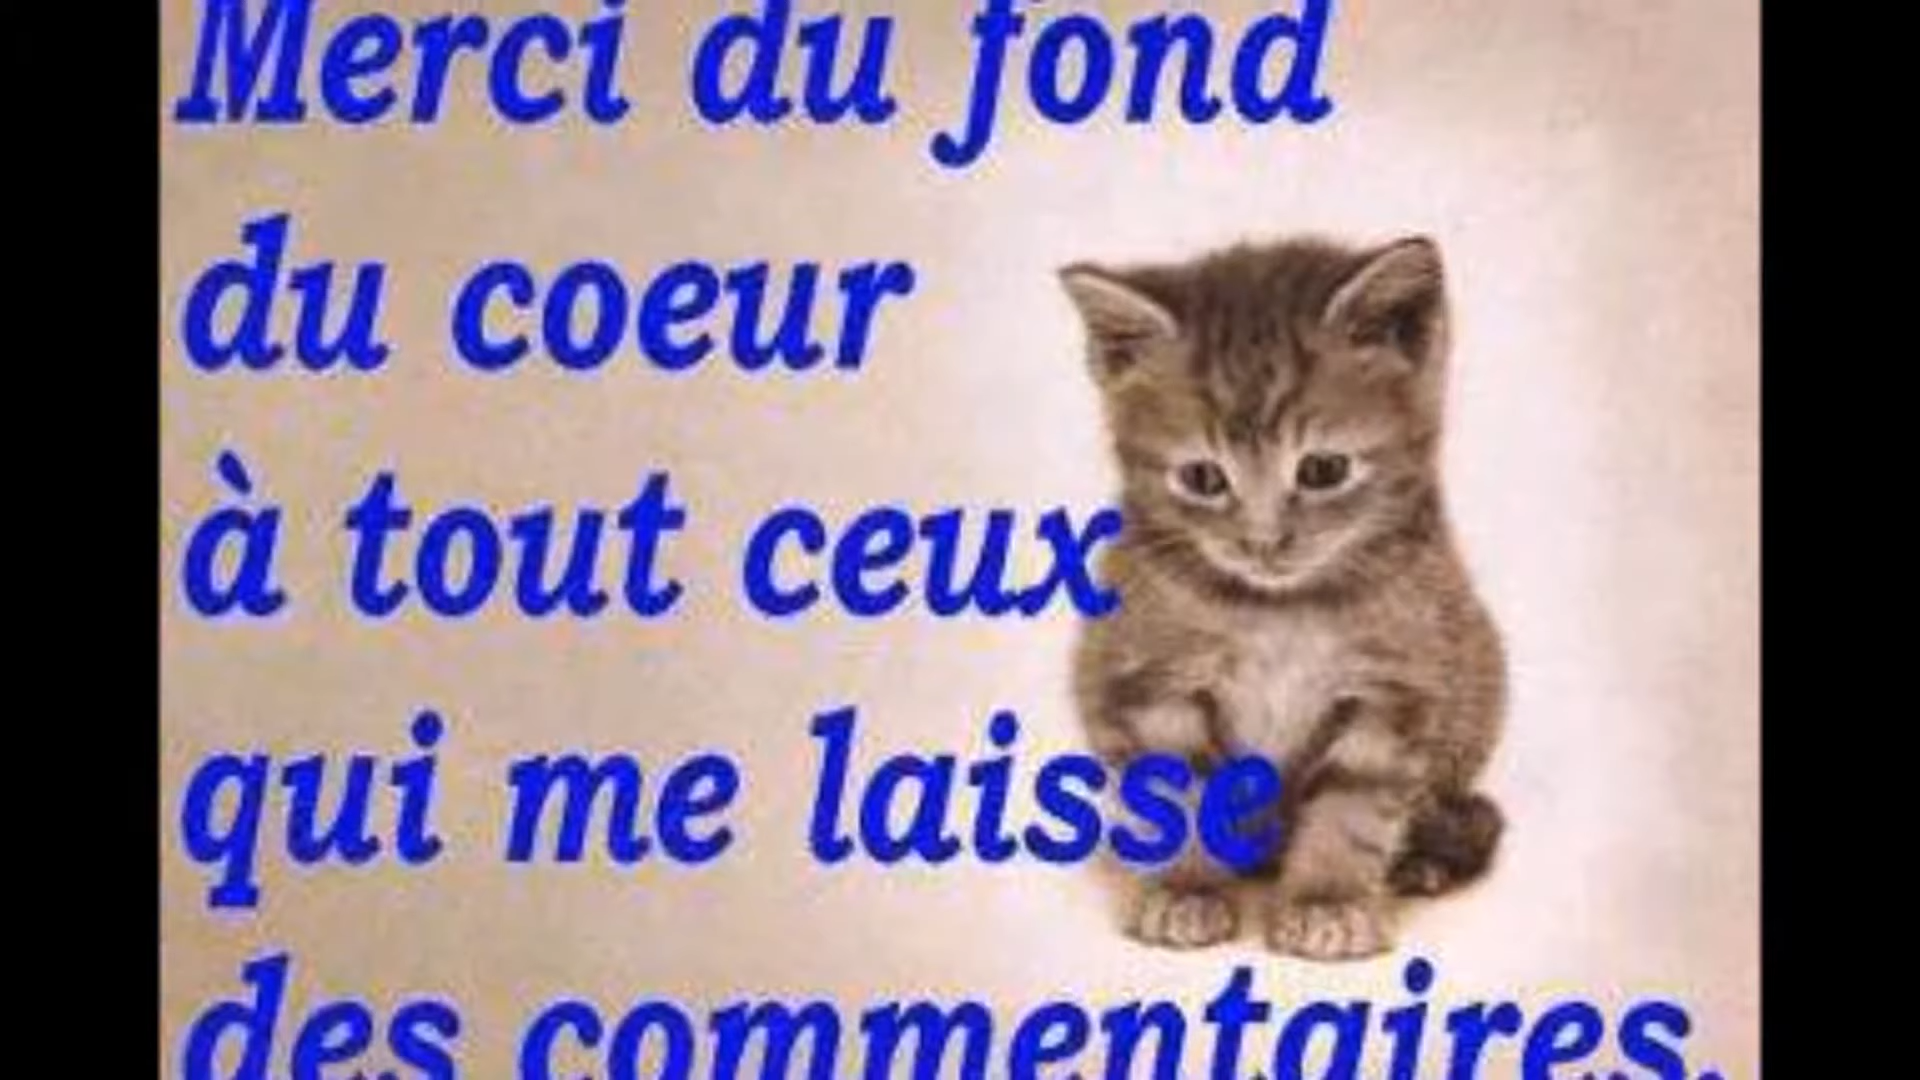 Merci du fond
du coeur
à tout ceux
qui me laisse
des commentaires.